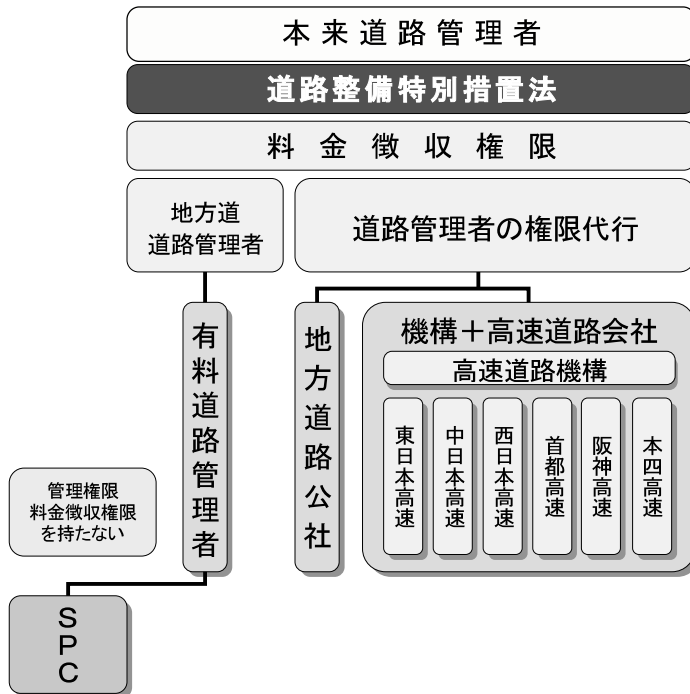 本来道路管理者
道路整備特別措置法
料金徴収権限
地方道
道路管理者
道路管理者の権限代行
有料道路管理者
地方道路公社
機構＋高速道路会社
高速道路機構
東日本高速
中日本高速
西日本高速
首都高速
阪神高速
本四高速
管理権限
料金徴収権限
を持たない
SPC